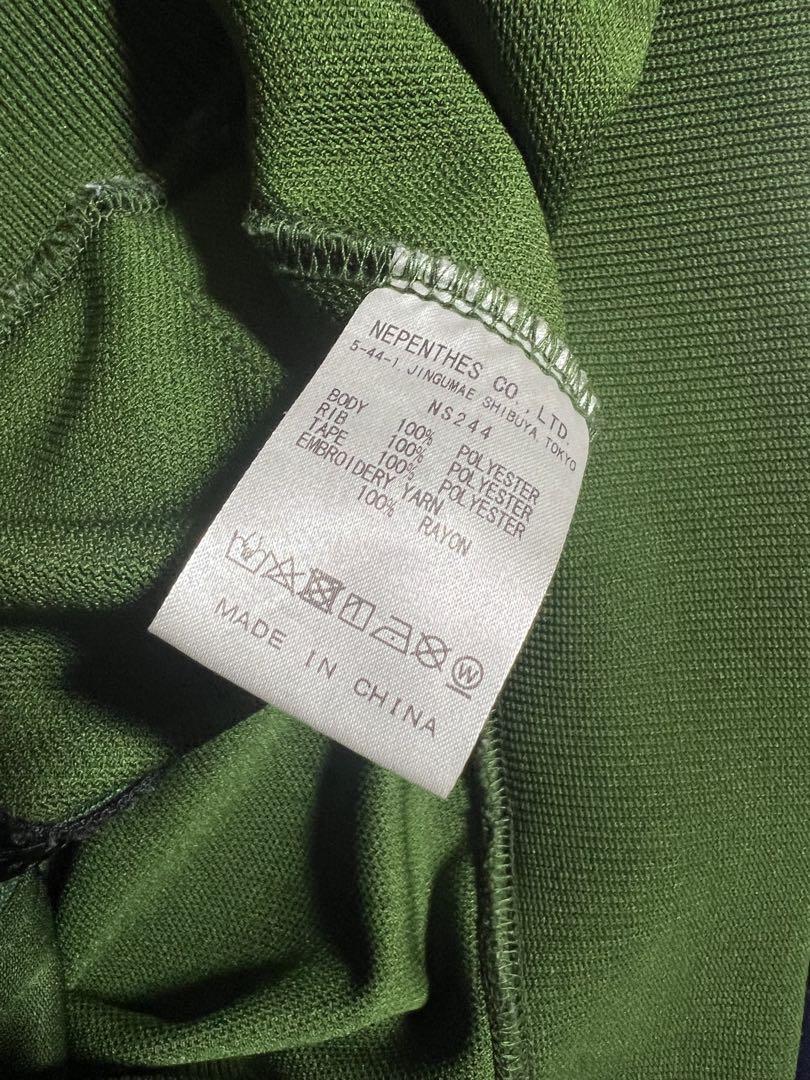 NEPENTHES CO.,LTD.
5-44-1 JINGUMAE SHIBUYA TOKYO
NS244
BODY 100% POLYESTER
RIB 100% POLYESTER
TAPE 100% POLYESTER
EMBROIDERY YARN
100% RAYON
W
MADE IN CHINA